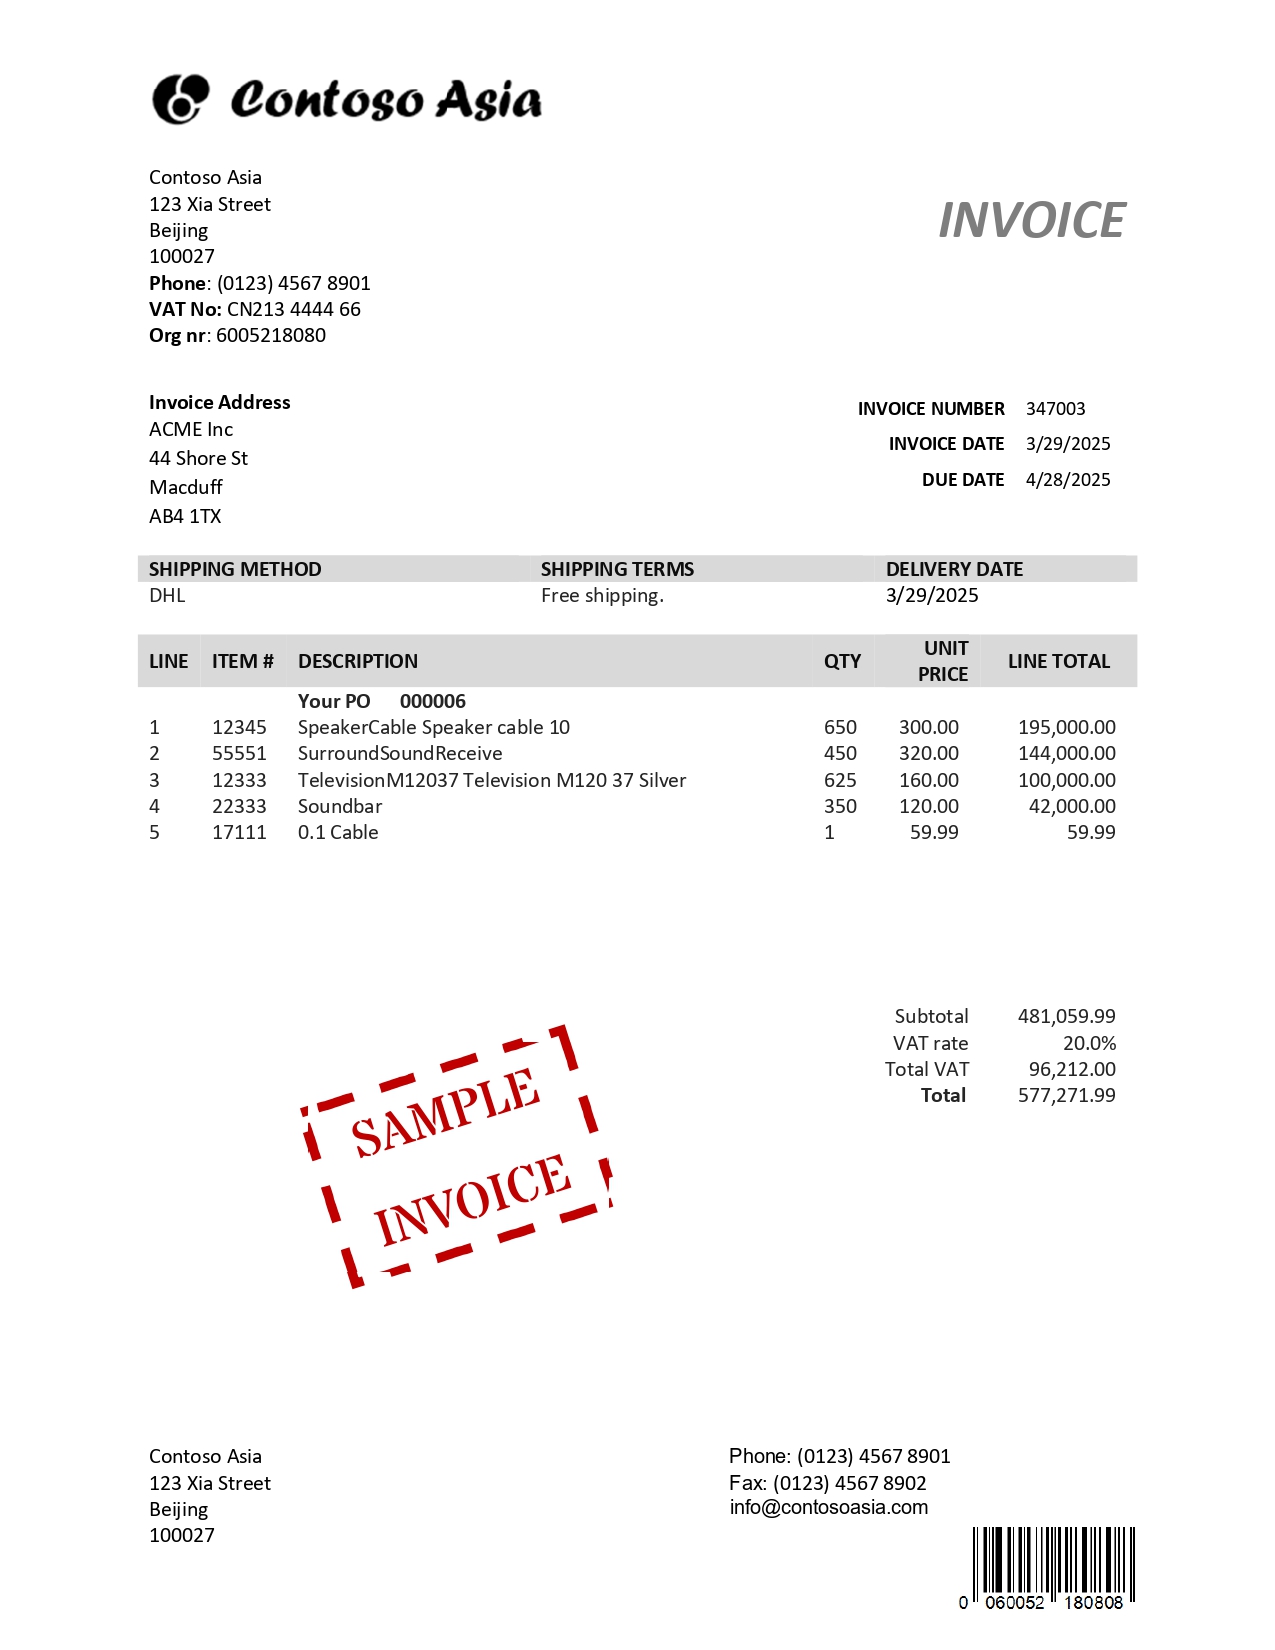 Contoso Asia
Contoso Asia
123 Xia Street
Beijing
100027
Phone: (0123) 4567 8901
VAT No: CN213 4444 66
Org nr: 6005218080
INVOICE
Invoice Address
ACME Inc
44 Shore St
Macduff
AB4 1TX
INVOICE NUMBER 347003
INVOICE DATE 3/29/2025
DUE DATE 4/28/2025
SHIPPING METHOD SHIPPING TERMS DELIVERY DATE
DHL Free shipping. 3/29/2025
LINE ITEM # DESCRIPTION QTY UNIT PRICE LINE TOTAL
Your PO 000006
1 12345 SpeakerCable Speaker cable 10 650 300.00 195,000.00
2 55551 SurroundSoundReceive 450 320.00 144,000.00
3 12333 TelevisionM12037 Television M120 37 Silver 625 160.00 100,000.00
4 22333 Soundbar 350 120.00 42,000.00
5 17111 0.1 Cable 1 59.99 59.99
Subtotal 481,059.99
VAT rate 20.0%
Total VAT 96,212.00
Total 577,271.99
SAMPLE
INVOICE
Contoso Asia
123 Xia Street
Beijing
100027
Phone: (0123) 4567 8901
Fax: (0123) 4567 8902
info@contosoasia.com
0 060052 180808